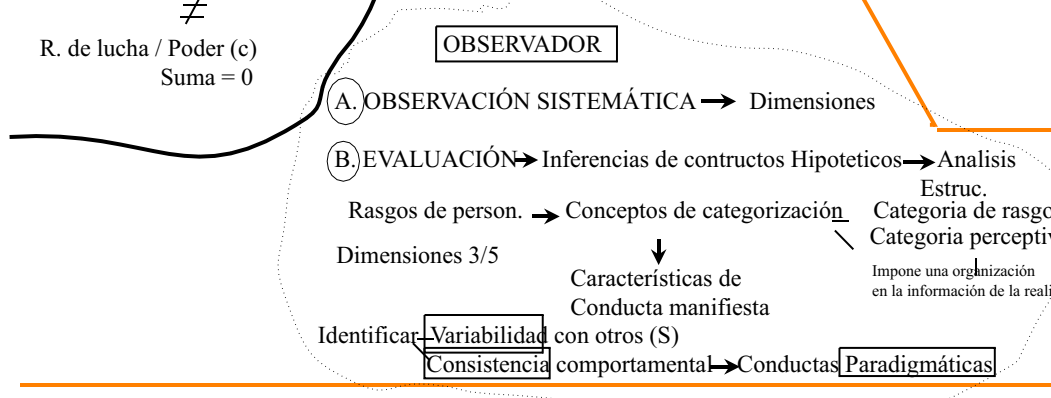 ≠
R. de lucha / Poder (c)
Suma = 0
OBSERVADOR
A. OBSERVACIÓN SISTEMÁTICA Dimensiones
B. EVALUACIÓN Inferencias de contructos Hipoteticos Analisis
Estruc.
Rasgos de person. Conceptos de categorización Categoria de rasgo
Categoria perceptiv
Dimensiones 3/5
Impone una organización
en la información de la reali
Características de
Conducta manifiesta
Identificar Variabilidad con otros (S)
Consistencia comportamental Conductas Paradigmáticas